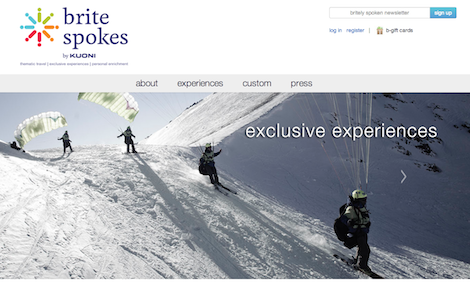 brite
spokes
by KUONI
thematic travel | exclusive experiences | personal enrichment
britely spoken newsletter
sign up
log in register | b-gift cards
about experiences custom press
exclusive experiences